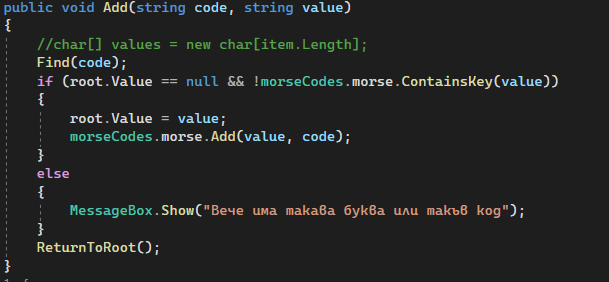 public void Add(string code, string value)
{
//char[] values = new char[item.Length];
Find(code);
if (root.Value == null && !morseCodes.morse.ContainsKey(value))
{
root.Value = value;
morseCodes.morse.Add(value, code);
}
else
{
MessageBox.Show("Вече има такава буква или такъв код");
}
ReturnToRoot();
}